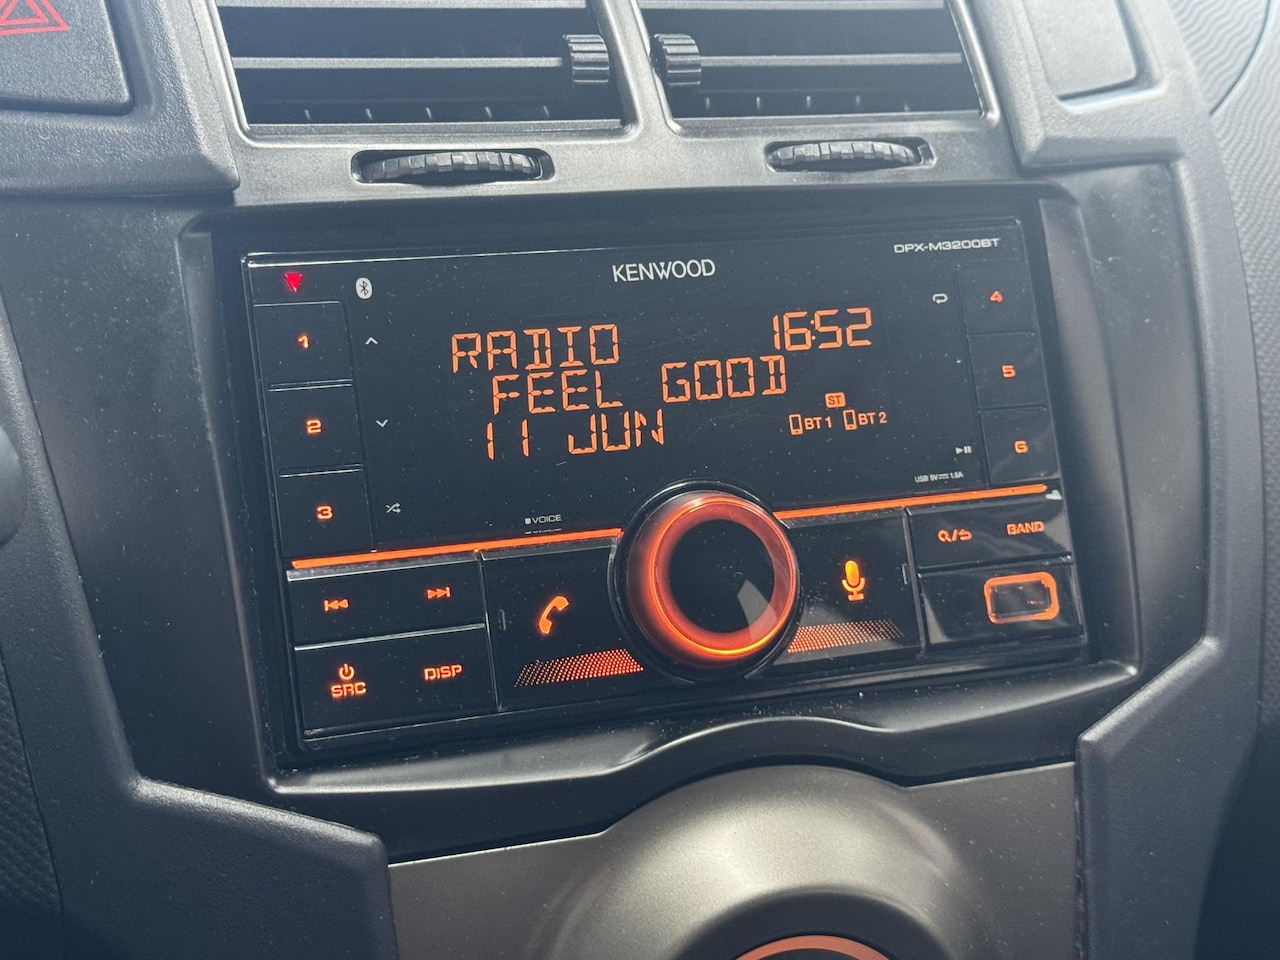 DPX-M3200BT
KENWOOD
RADIO 16:52
FEEL GOOD
11 JUN
ST
BT 1 BT 2
1
2
3
4
5
6
USB 5V 1.5A
VOICE
BAND
SRC
DISP